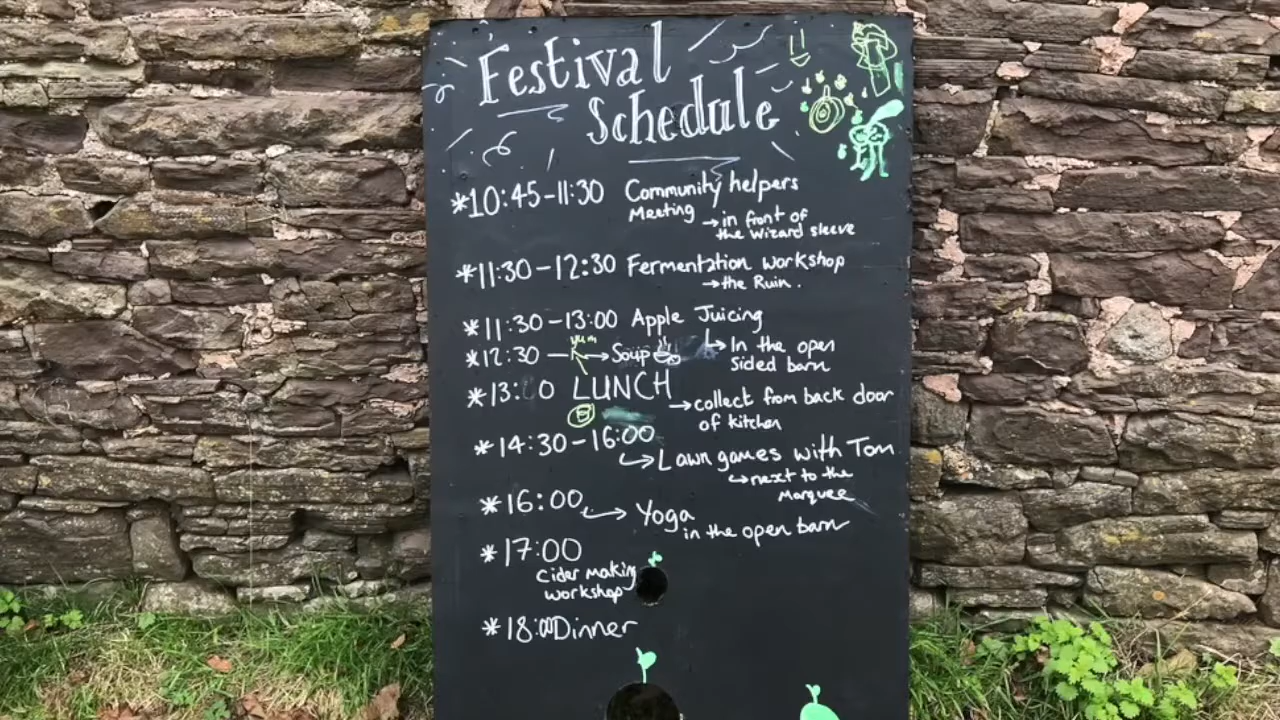 Festival
Schedule
*10:45-11:30 Community helpers
Meeting → in front of
the Wizard sleeve
*11:30-12:30 Fermentation workshop
→ the Ruin.
*11:30-13:00 Apple Juicing
yum
*12:30 — → Soup
↳ In the open
Sided barn
*13:00 LUNCH
→ collect from back door
of kitchen
*14:30-16:00
↳ Lawn games with Tom
↳ next to the
Marquee
*16:00 ↳ Yoga
in the open barn
*17:00
Cider making
workshop
*18:00 Dinner